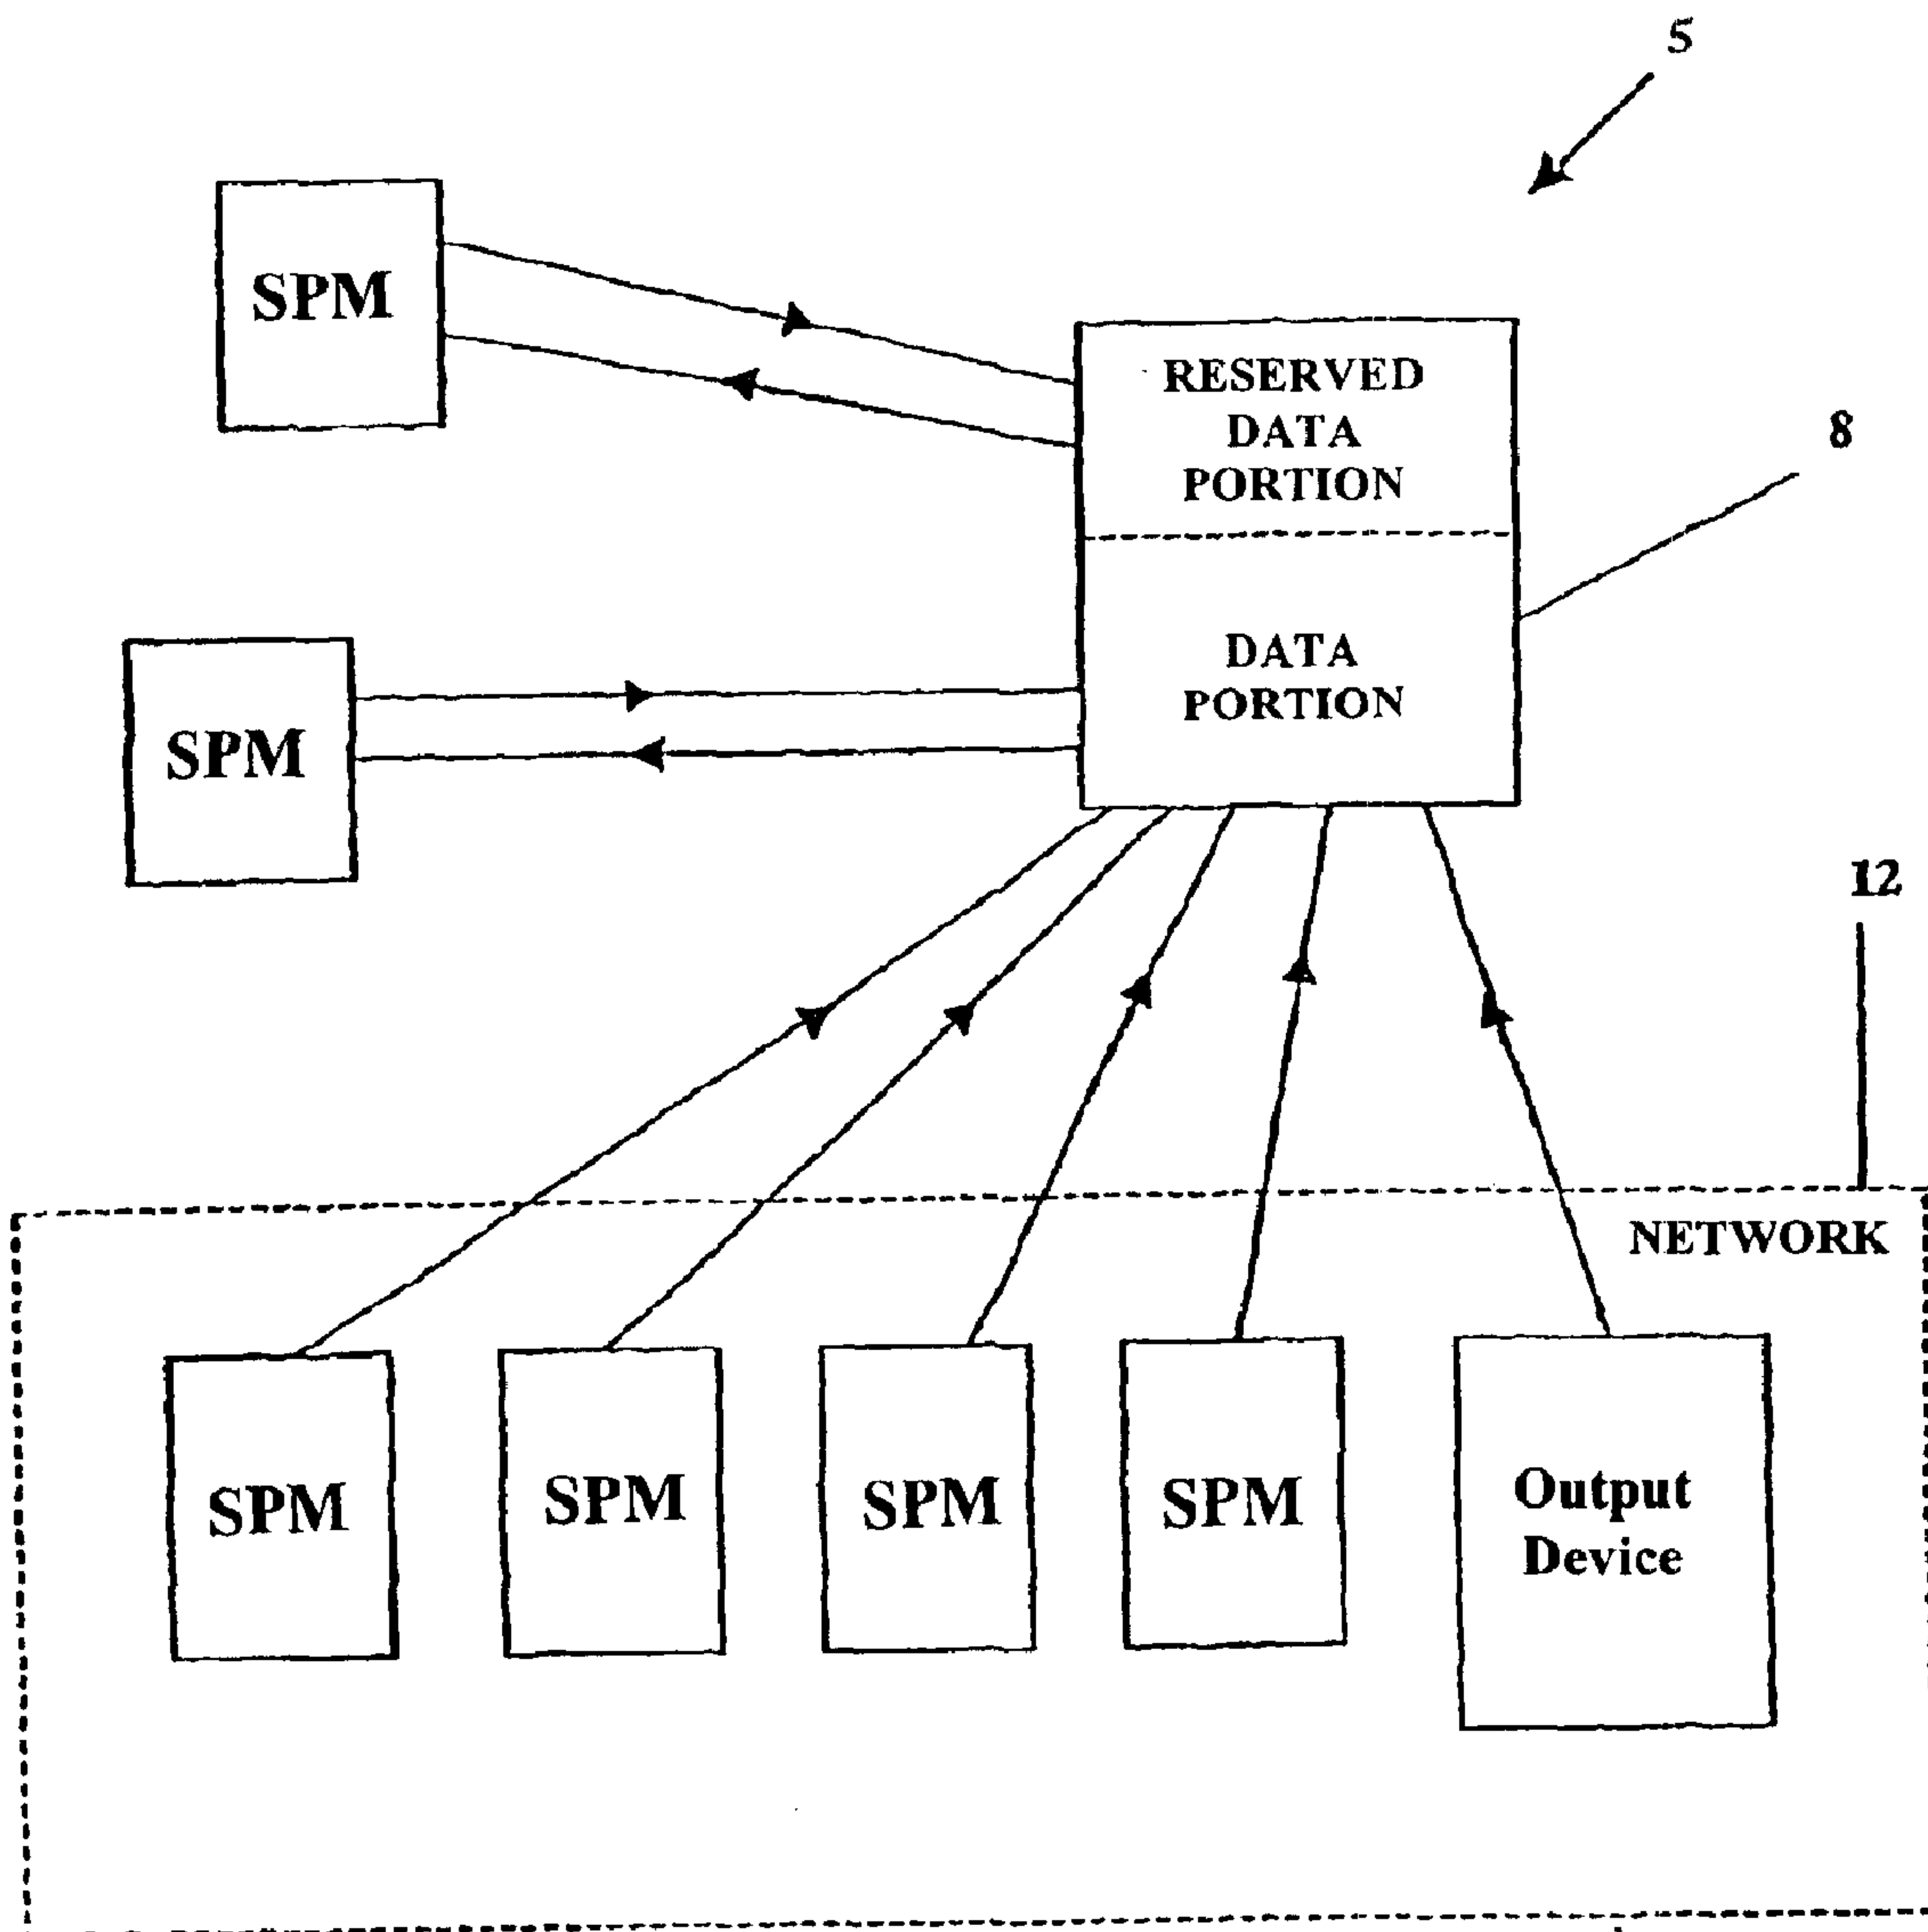 5
SPM
RESERVED
DATA
PORTION
8
DATA
PORTION
SPM
12
NETWORK
SPM
SPM
SPM
SPM
Output
Device